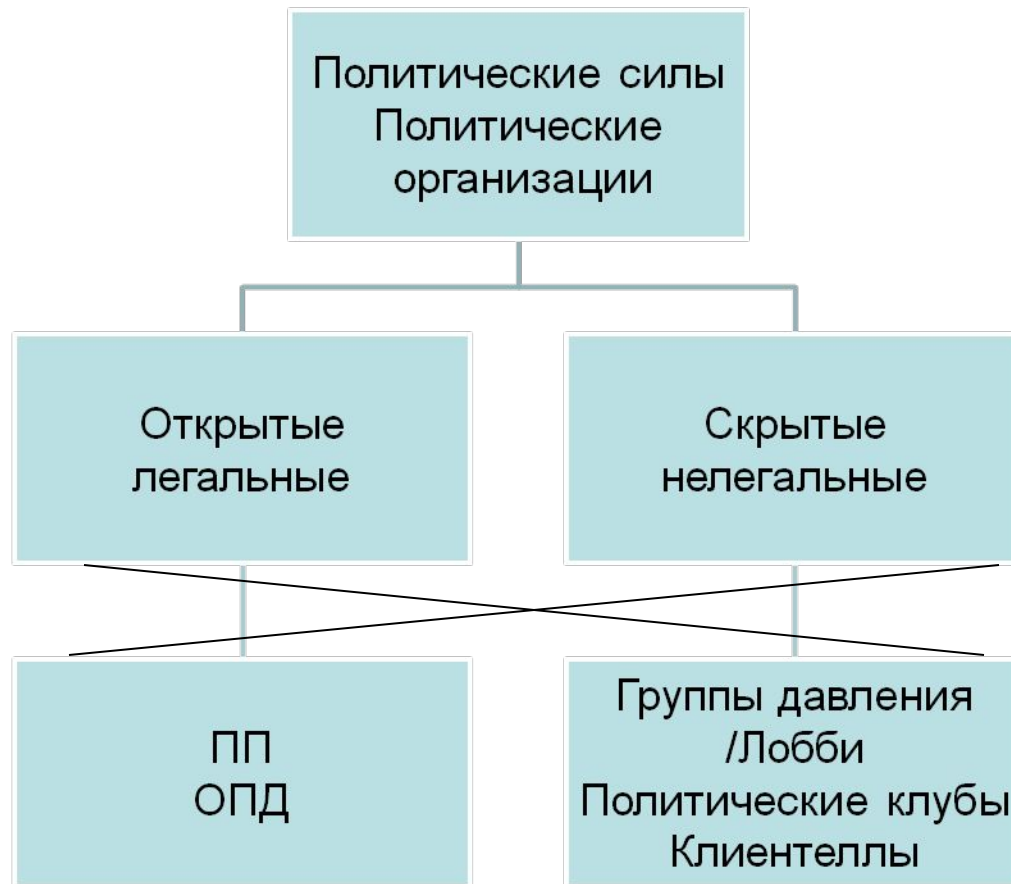 Политические силы
Политические
организации
Открытые
легальные
Скрытые
нелегальные
ПП
ОПД
Группы давления
/Лобби
Политические клубы
Клиентеллы